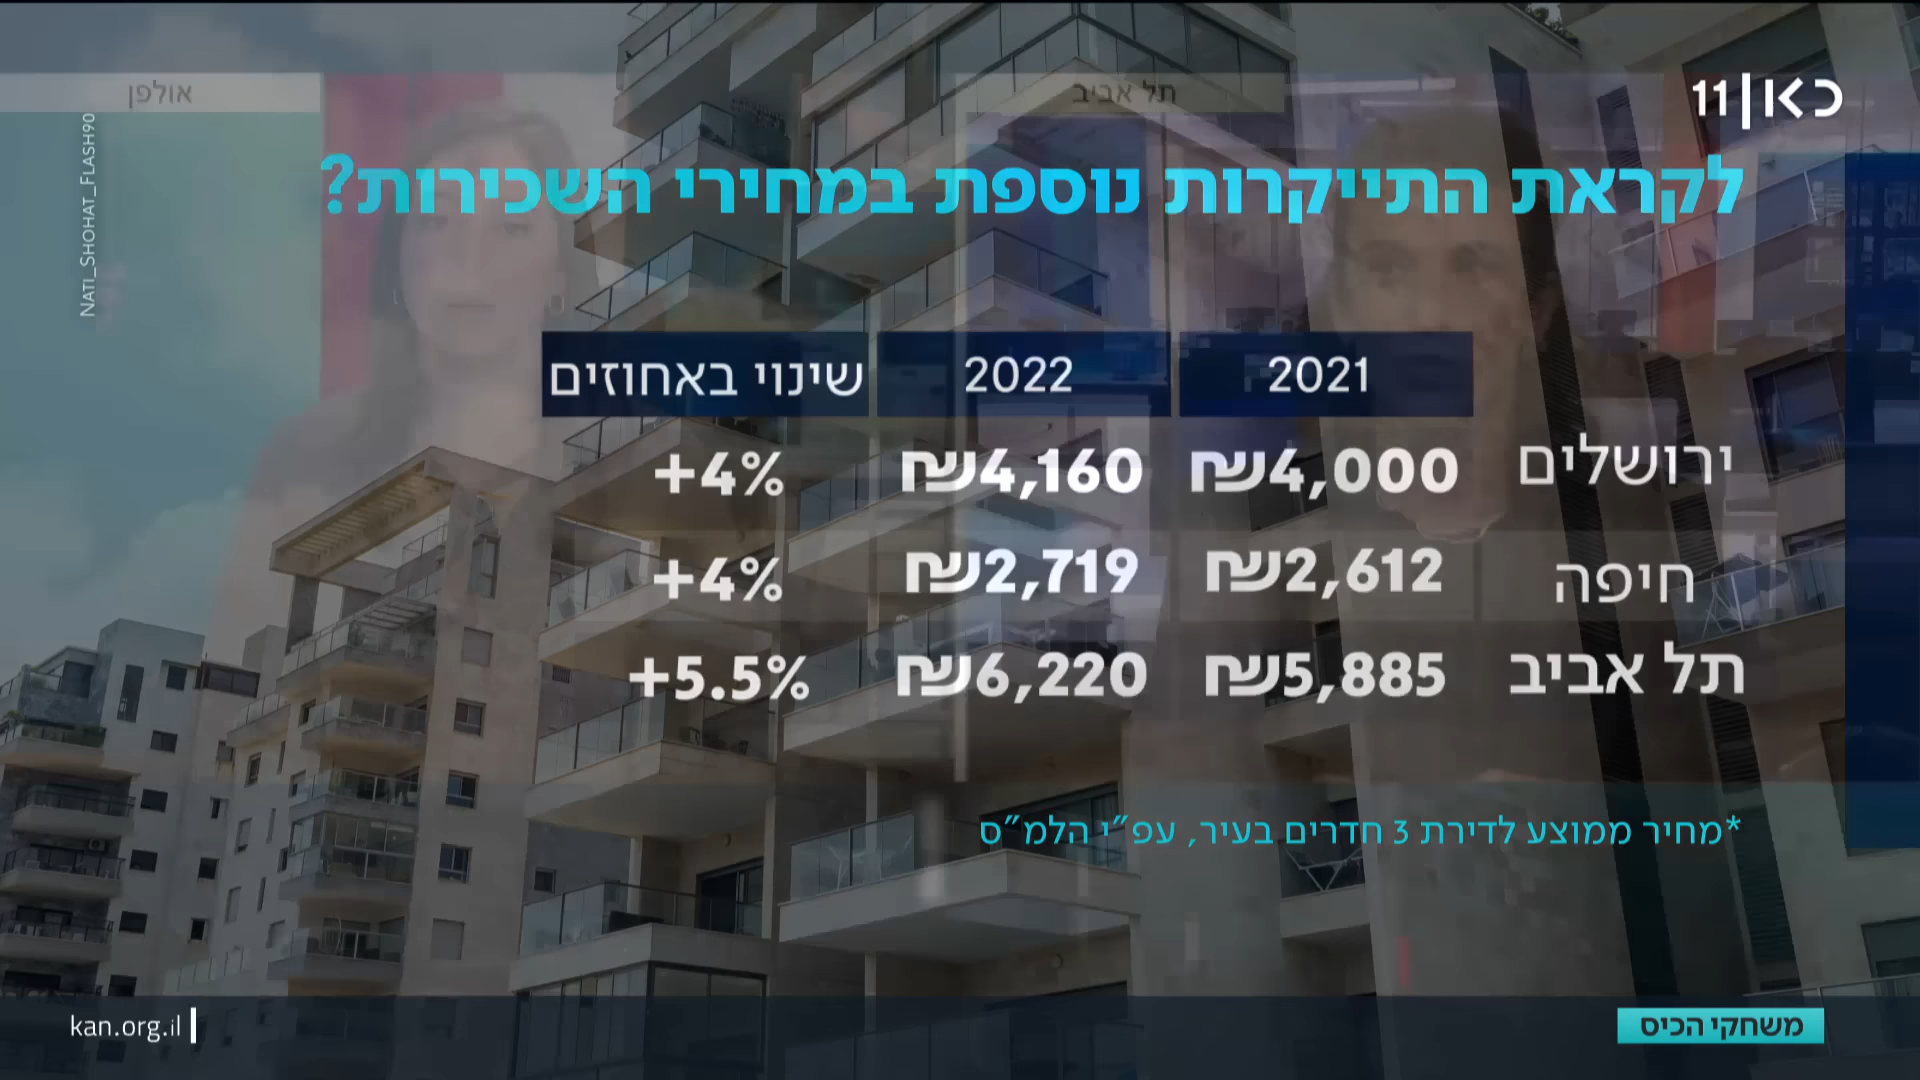 אולפן
תל אביב
כאן|11
NATI_SHOHAT_FLASH90
לקראת התייקרות נוספת במחירי השכירות?
2021 2022 שינוי באחוזים
ירושלים ₪4,000 ₪4,160 +4%
חיפה ₪2,612 ₪2,719 +4%
תל אביב ₪5,885 ₪6,220 +5.5%
*מחיר ממוצע לדירת 3 חדרים בעיר, עפ"י הלמ"ס
משחקי הכיס
kan.org.il